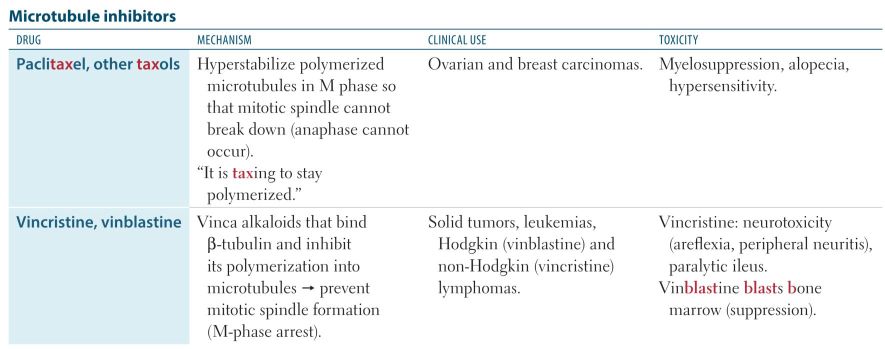 Microtubule inhibitors
DRUG MECHANISM CLINICAL USE TOXICITY
Paclitaxel, other taxols
Hyperstabilize polymerized
microtubules in M phase so
that mitotic spindle cannot
break down (anaphase cannot
occur).
“It is taxing to stay
polymerized.”
Ovarian and breast carcinomas.
Myelosuppression, alopecia,
hypersensitivity.
Vincristine, vinblastine
Vinca alkaloids that bind
β-tubulin and inhibit
its polymerization into
microtubules → prevent
mitotic spindle formation
(M-phase arrest).
Solid tumors, leukemias,
Hodgkin (vinblastine) and
non-Hodgkin (vincristine)
lymphomas.
Vincristine: neurotoxicity
(areflexia, peripheral neuritis),
paralytic ileus.
Vinblastine blasts bone
marrow (suppression).